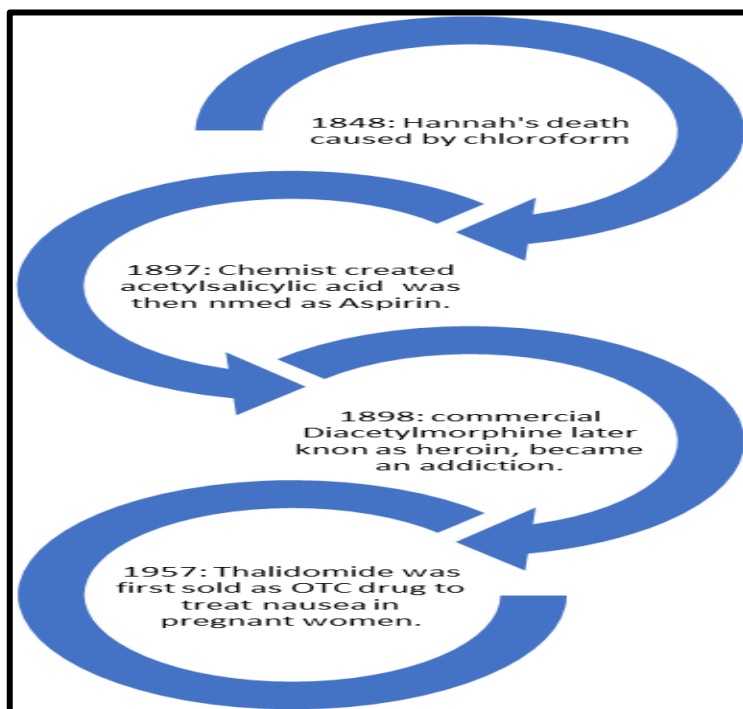 1848: Hannah's death
caused by chloroform
1897: Chemist created
acetylsalicylic acid was
then nmed as Aspirin.
1898: commercial
Diacetylmorphine later
knon as heroin, became
an addiction.
1957: Thalidomide was
first sold as OTC drug to
treat nausea in
pregnant women.